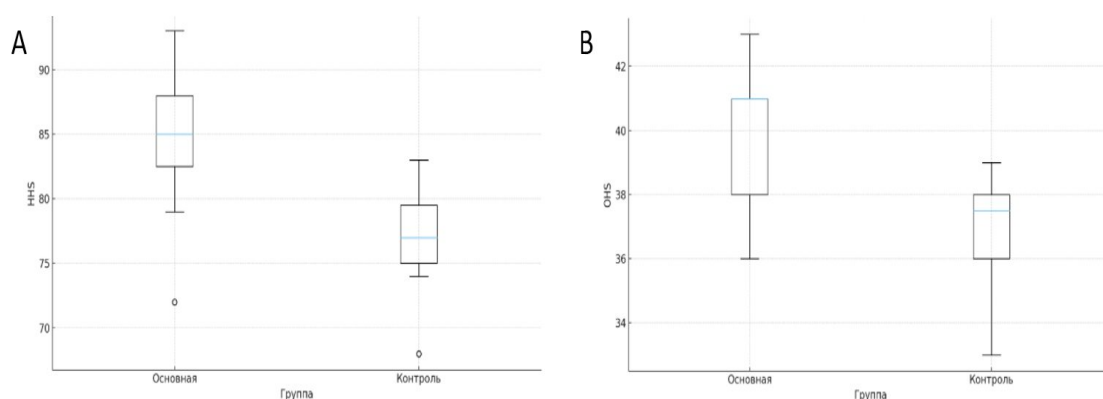 A
90
85
80
75
70
HHS
Основная
Контроль
Группа
B
42
40
38
36
34
OHS
Основная
Контроль
Группа